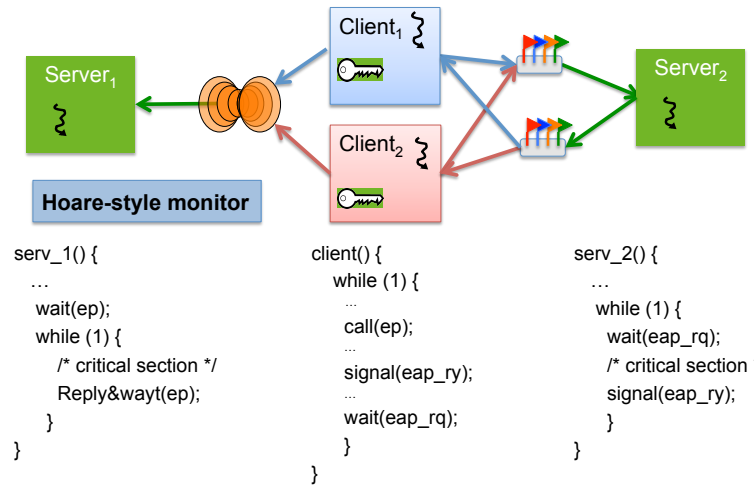 Client1
Server1
Server2
Client2
Hoare-style monitor
serv_1() {
…
wait(ep);
while (1) {
/* critical section */
Reply&wayt(ep);
}
}
client() {
while (1) {
…
call(ep);
…
signal(eap_ry);
…
wait(eap_rq);
}
}
serv_2() {
…
while (1) {
wait(eap_rq);
/* critical section
signal(eap_ry);
}
}